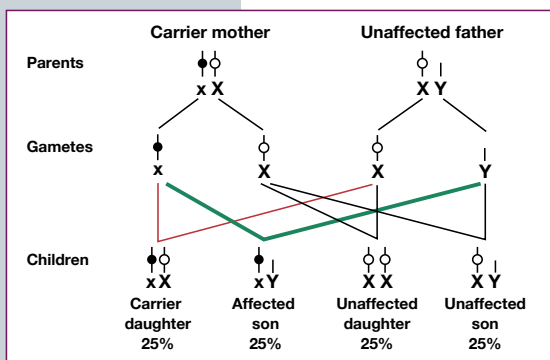 Carrier mother Unaffected father
Parents
x X X Y
Gametes
x X X Y
Children
x X x Y X X X Y
Carrier daughter 25%
Affected son 25%
Unaffected daughter 25%
Unaffected son 25%